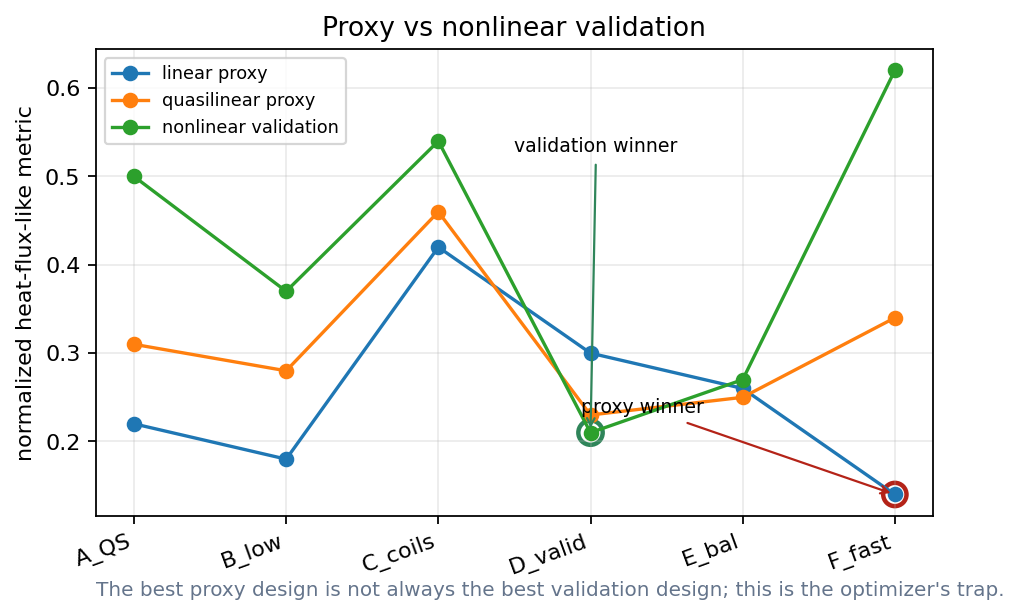 Proxy vs nonlinear validation
normalized heat-flux-like metric
0.6
0.5
0.4
0.3
0.2
linear proxy
quasilinear proxy
nonlinear validation
validation winner
proxy winner
A_QS
B_low
C_coils
D_valid
E_bal
F_fast
The best proxy design is not always the best validation design; this is the optimizer's trap.